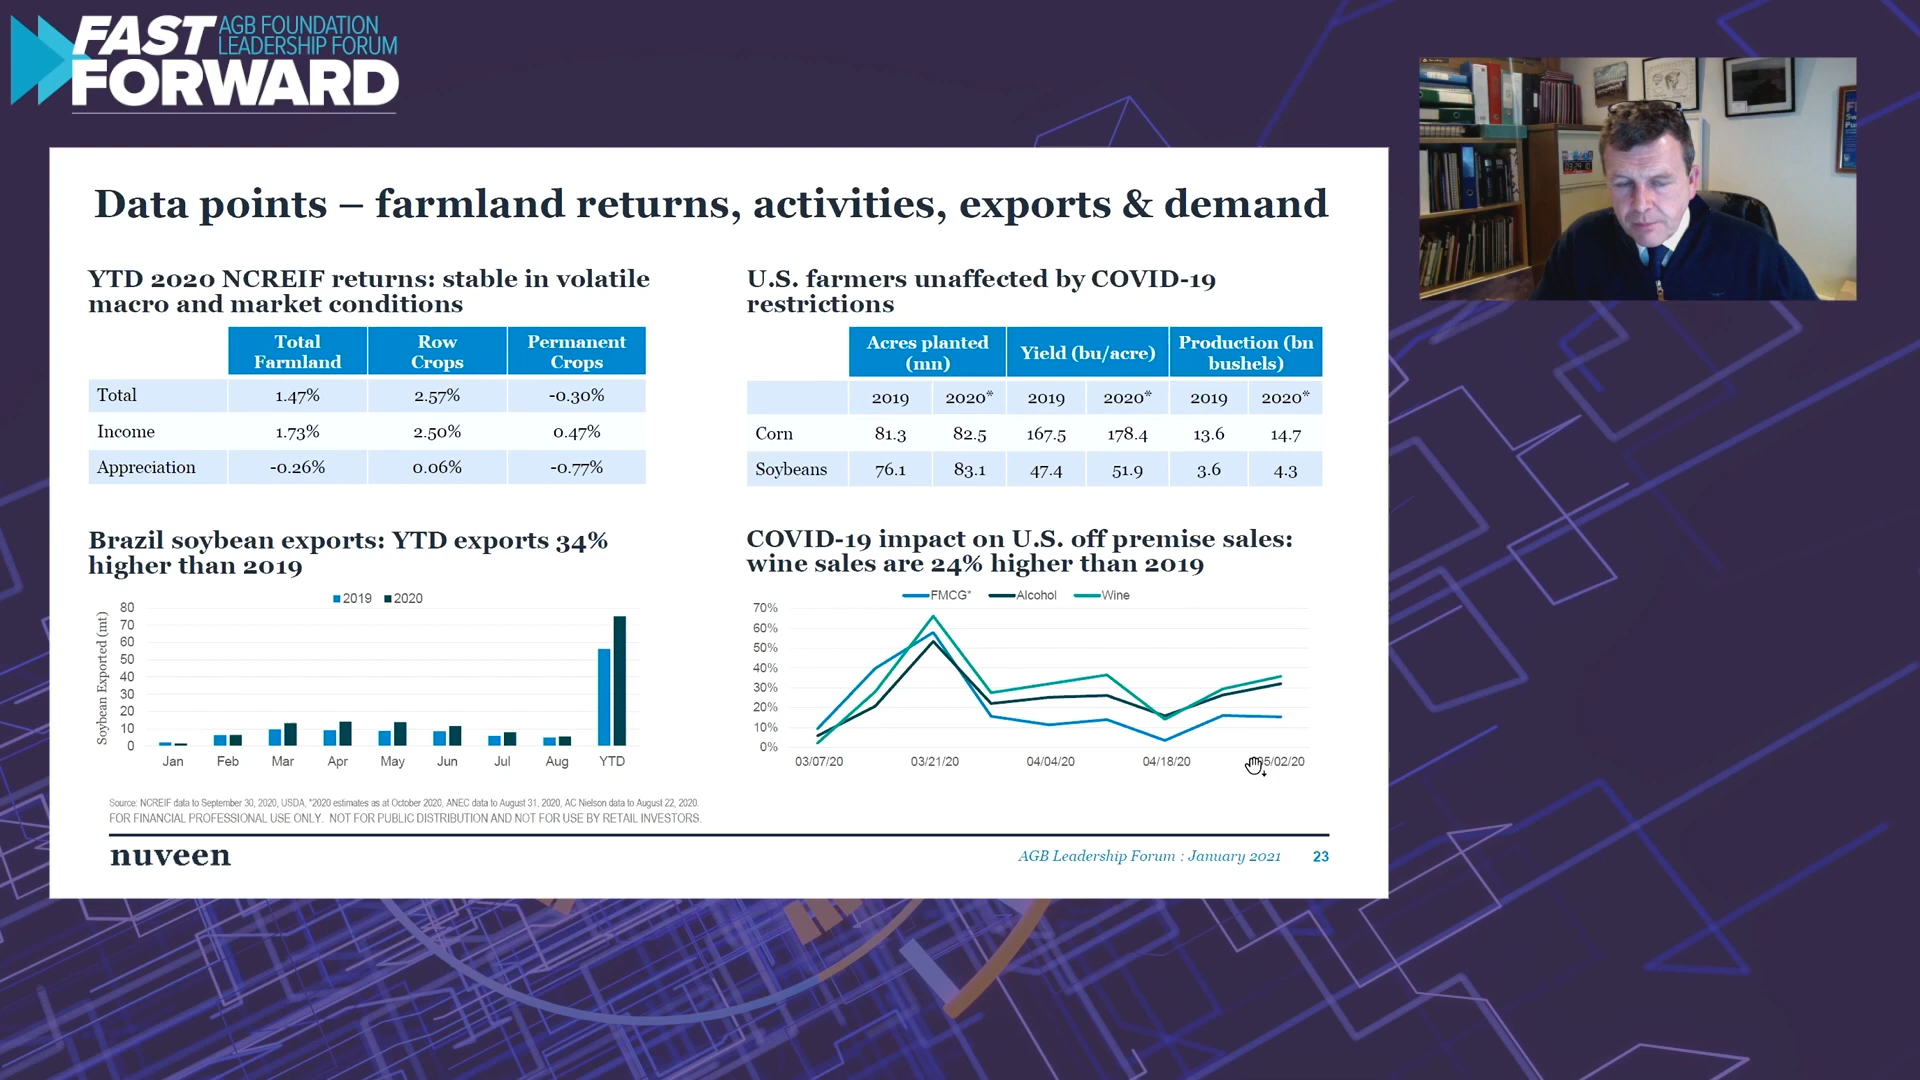 FAST AGB FOUNDATION
LEADERSHIP FORUM
FORWARD
Data points – farmland returns, activities, exports & demand
YTD 2020 NCREIF returns: stable in volatile
macro and market conditions
Total Farmland Row Crops Permanent Crops
Total 1.47% 2.57% -0.30%
Income 1.73% 2.50% 0.47%
Appreciation -0.26% 0.06% -0.77%
U.S. farmers unaffected by COVID-19
restrictions
Acres planted (mn) Yield (bu/acre) Production (bn bushels)
2019 2020* 2019 2020* 2019 2020*
Corn 81.3 82.5 167.5 178.4 13.6 14.7
Soybeans 76.1 83.1 47.4 51.9 3.6 4.3
Brazil soybean exports: YTD exports 34%
higher than 2019
2019 2020
Soybean Exported (mt)
80
70
60
50
40
30
20
10
0
Jan Feb Mar Apr May Jun Jul Aug YTD
COVID-19 impact on U.S. off premise sales:
wine sales are 24% higher than 2019
FMCG* Alcohol Wine
70%
60%
50%
40%
30%
20%
10%
0%
03/07/20 03/21/20 04/04/20 04/18/20 05/02/20
Source: NCREIF data to September 30, 2020, USDA, *2020 estimates as at October 2020, ANEC data to August 31, 2020, AC Nielson data to August 22, 2020.
FOR FINANCIAL PROFESSIONAL USE ONLY. NOT FOR PUBLIC DISTRIBUTION AND NOT FOR USE BY RETAIL INVESTORS.
nuveen
AGB Leadership Forum : January 2021 23